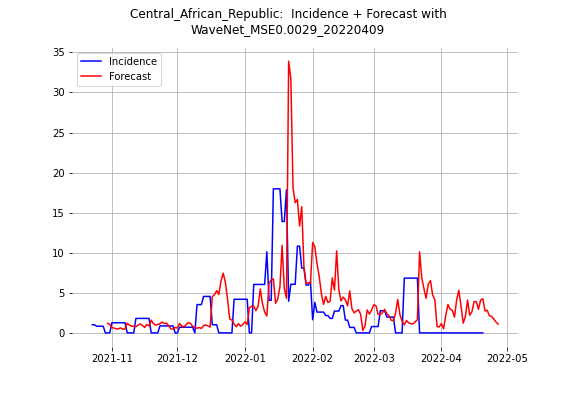 Central_African_Republic:  Incidence + Forecast with
WaveNet_MSE0.0029_20220409
Incidence
Forecast
35
30
25
20
15
10
5
0
2021-11 2021-12 2022-01 2022-02 2022-03 2022-04 2022-05